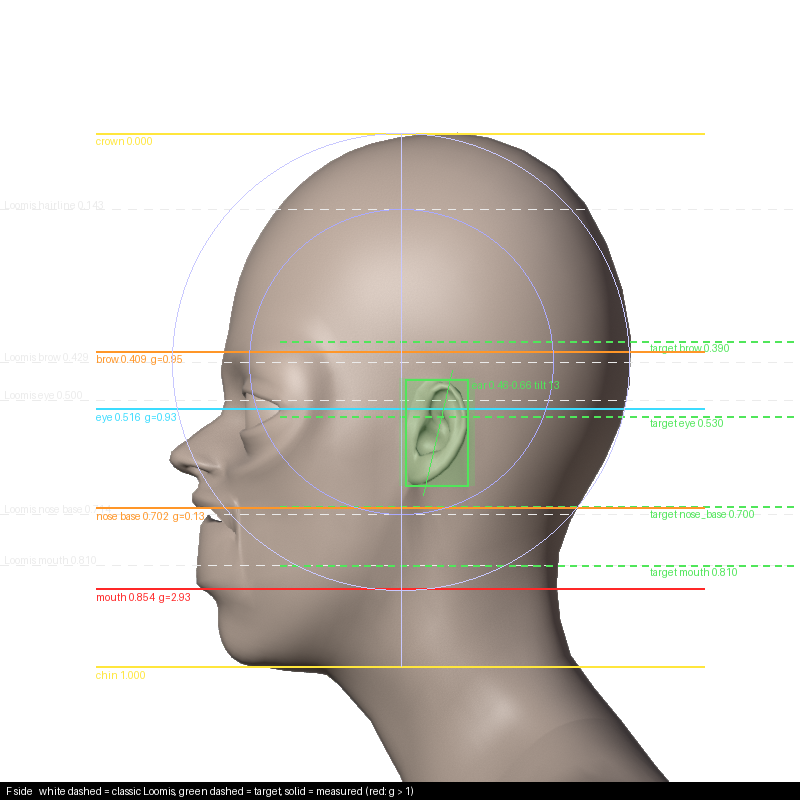 crown 0.000
Loomis hairline 0.143
target brow 0.390
Loomis brow 0.420
brow 0.409 g=0.95
ear 0.46-0.66 tilt 13
Loomis eye 0.500
eye 0.516 g=0.93
target eye 0.530
Loomis nose base
nose base 0.702 g=0.13
target nose_base 0.700
Loomis mouth 0.810
target mouth 0.810
mouth 0.854 g=2.93
chin 1.000
F side white dashed = classic Loomis, green dashed = target, solid = measured (red: g > 1)